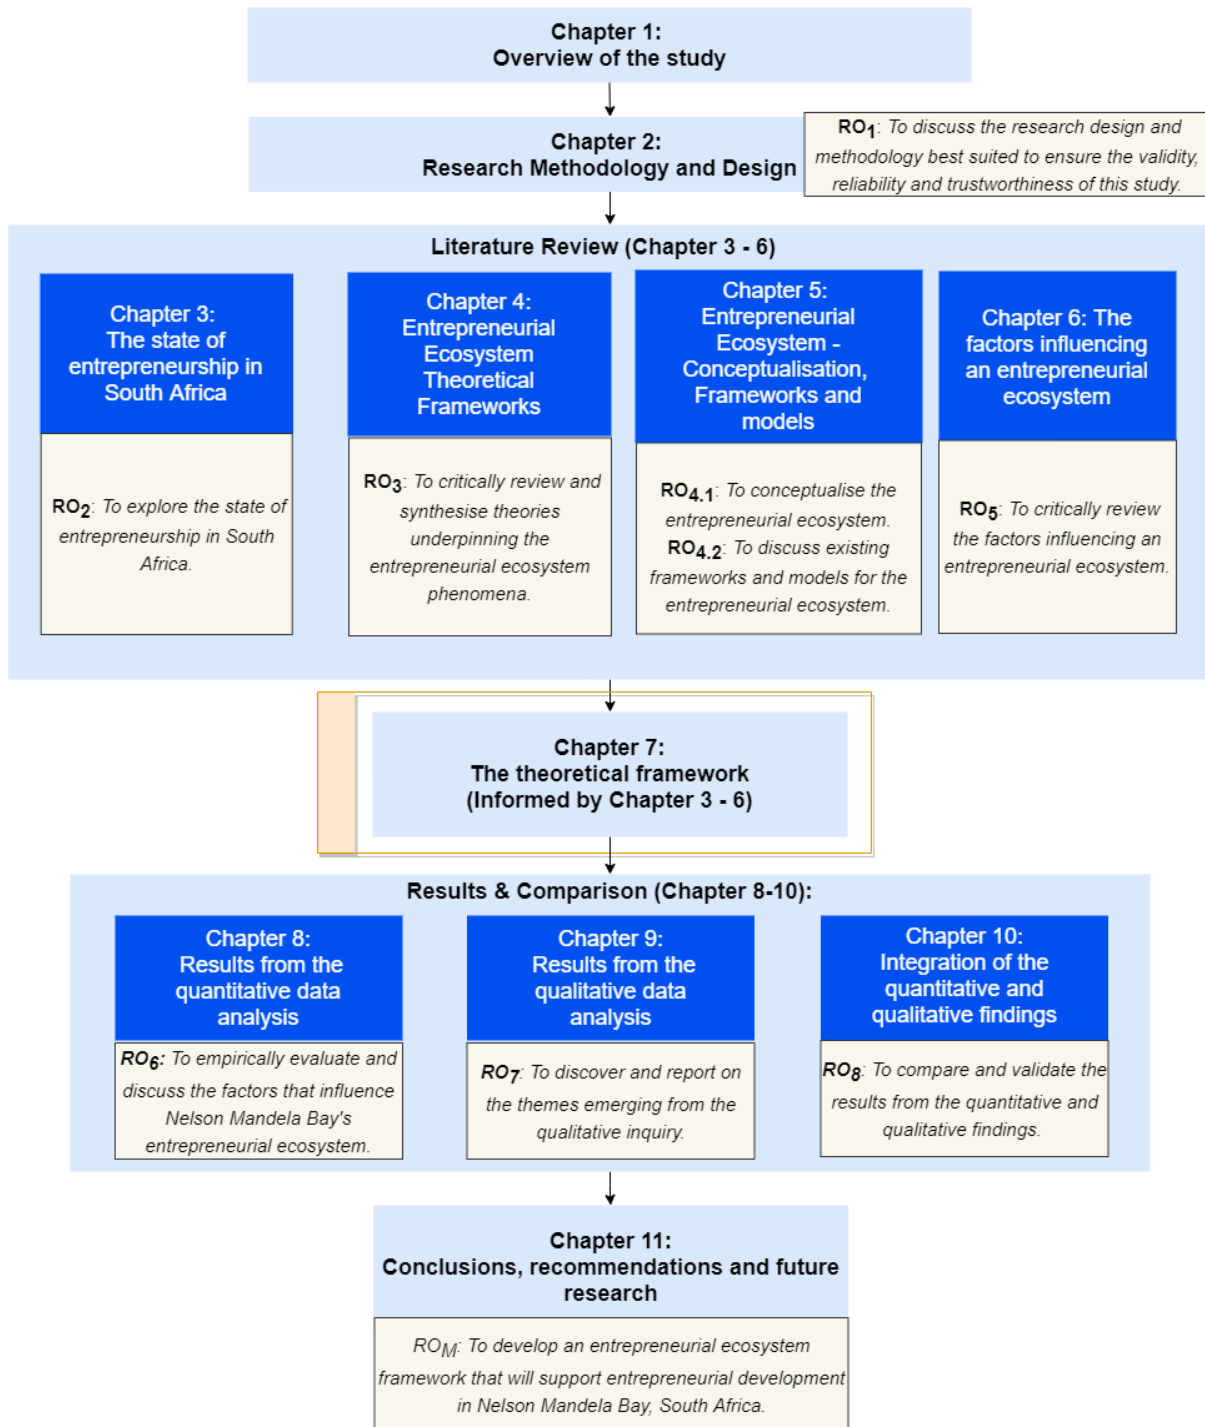 Chapter 1:
Overview of the study
Chapter 2:
Research Methodology and Design
RO1: To discuss the research design and
methodology best suited to ensure the validity,
reliability and trustworthiness of this study.
Literature Review (Chapter 3 - 6)
Chapter 3:
The state of
entrepreneurship in
South Africa
RO2: To explore the state of
entrepreneurship in South
Africa.
Chapter 4:
Entrepreneurial
Ecosystem
Theoretical
Frameworks
RO3: To critically review and
synthesise theories
underpinning the
entrepreneurial ecosystem
phenomena.
Chapter 5:
Entrepreneurial
Ecosystem -
Conceptualisation,
Frameworks and
models
RO4.1: To conceptualise the
entrepreneurial ecosystem.
RO4.2: To discuss existing
frameworks and models for the
entrepreneurial ecosystem.
Chapter 6: The
factors influencing
an entrepreneurial
ecosystem
RO5: To critically review
the factors influencing an
entrepreneurial ecosystem.
Chapter 7:
The theoretical framework
(Informed by Chapter 3 - 6)
Results & Comparison (Chapter 8-10):
Chapter 8:
Results from the
quantitative data
analysis
RO6: To empirically evaluate and
discuss the factors that influence
Nelson Mandela Bay's
entrepreneurial ecosystem.
Chapter 9:
Results from the
qualitative data
analysis
RO7: To discover and report on
the themes emerging from the
qualitative inquiry.
Chapter 10:
Integration of the
quantitative and
qualitative findings
RO8: To compare and validate the
results from the quantitative and
qualitative findings.
Chapter 11:
Conclusions, recommendations and future
research
ROM: To develop an entrepreneurial ecosystem
framework that will support entrepreneurial development
in Nelson Mandela Bay, South Africa.